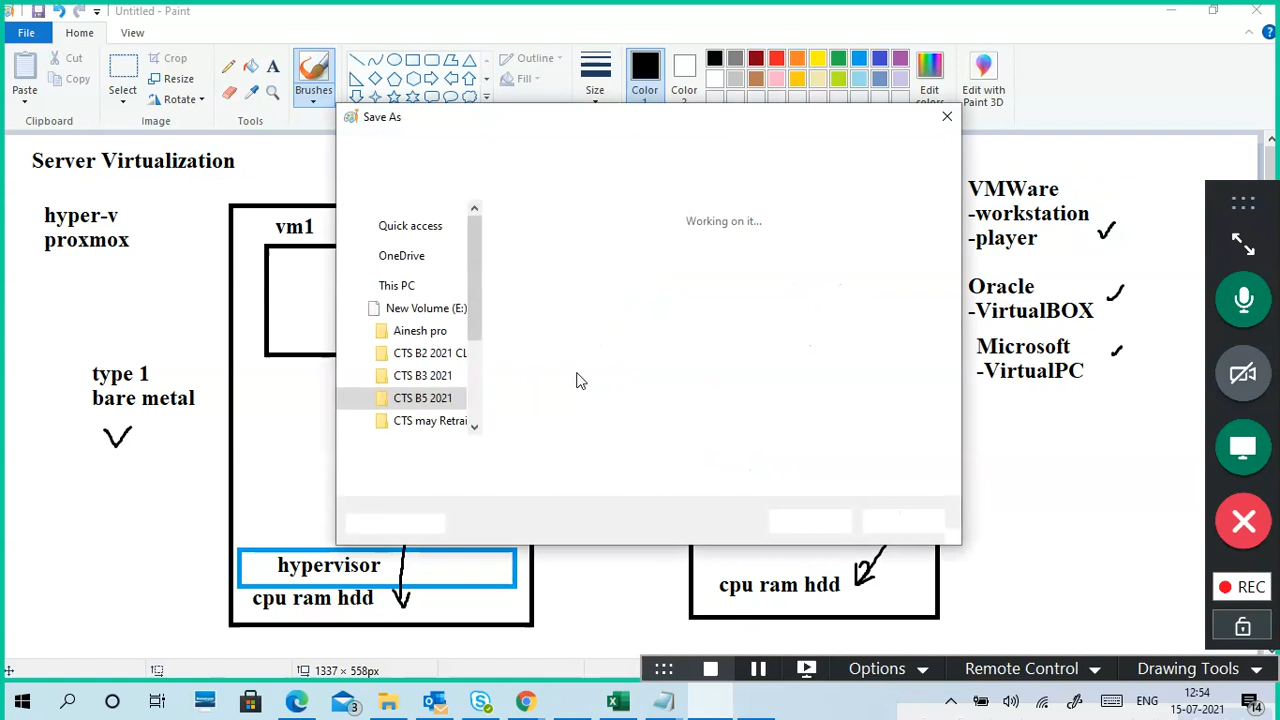 Untitled - Paint
File
Home
View
Paste
Cut
Copy
Clipboard
Select
Crop
Resize
Rotate
Image
A
Tools
Brushes
Outline
Fill
Size
Color 1
Color 2
Edit colors
Edit with Paint 3D
Save As
Quick access
OneDrive
This PC
New Volume (E:)
Ainesh pro
CTS B2 2021 CL
CTS B3 2021
CTS B5 2021
CTS may Retrai
Working on it...
Server Virtualization
hyper-v
proxmox
vm1
type 1
bare metal
hypervisor
cpu ram hdd
cpu ram hdd
VMWare
-workstation
-player
Oracle
-VirtualBOX
Microsoft
-VirtualPC
REC
1337 × 558px
Options
Remote Control
Drawing Tools
3
ENG
12:54
15-07-2021
14